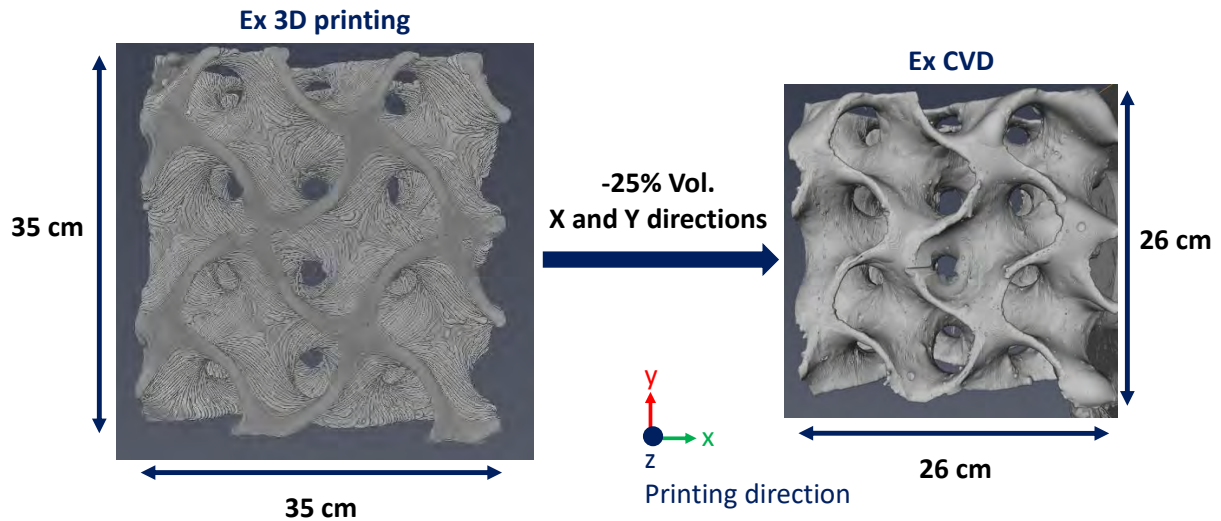 Ex 3D printing
Ex CVD
35 cm
-25% Vol.
X and Y directions
26 cm
35 cm
y
x
z
Printing direction
26 cm